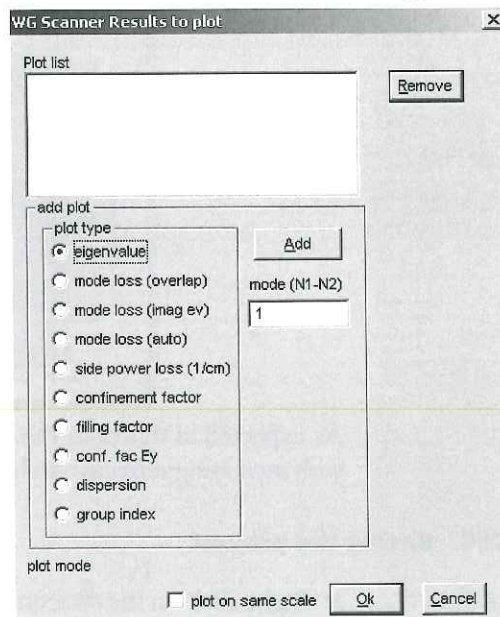 WG Scanner Results to plot
Plot list
Remove
add plot
plot type
eigenvalue
Add
mode loss (overlap)
mode (N1-N2)
mode loss (imag ev)
1
mode loss (auto)
side power loss (1/cm)
confinement factor
filling factor
conf. fac Ey
dispersion
group index
plot mode
plot on same scale
Ok
Cancel